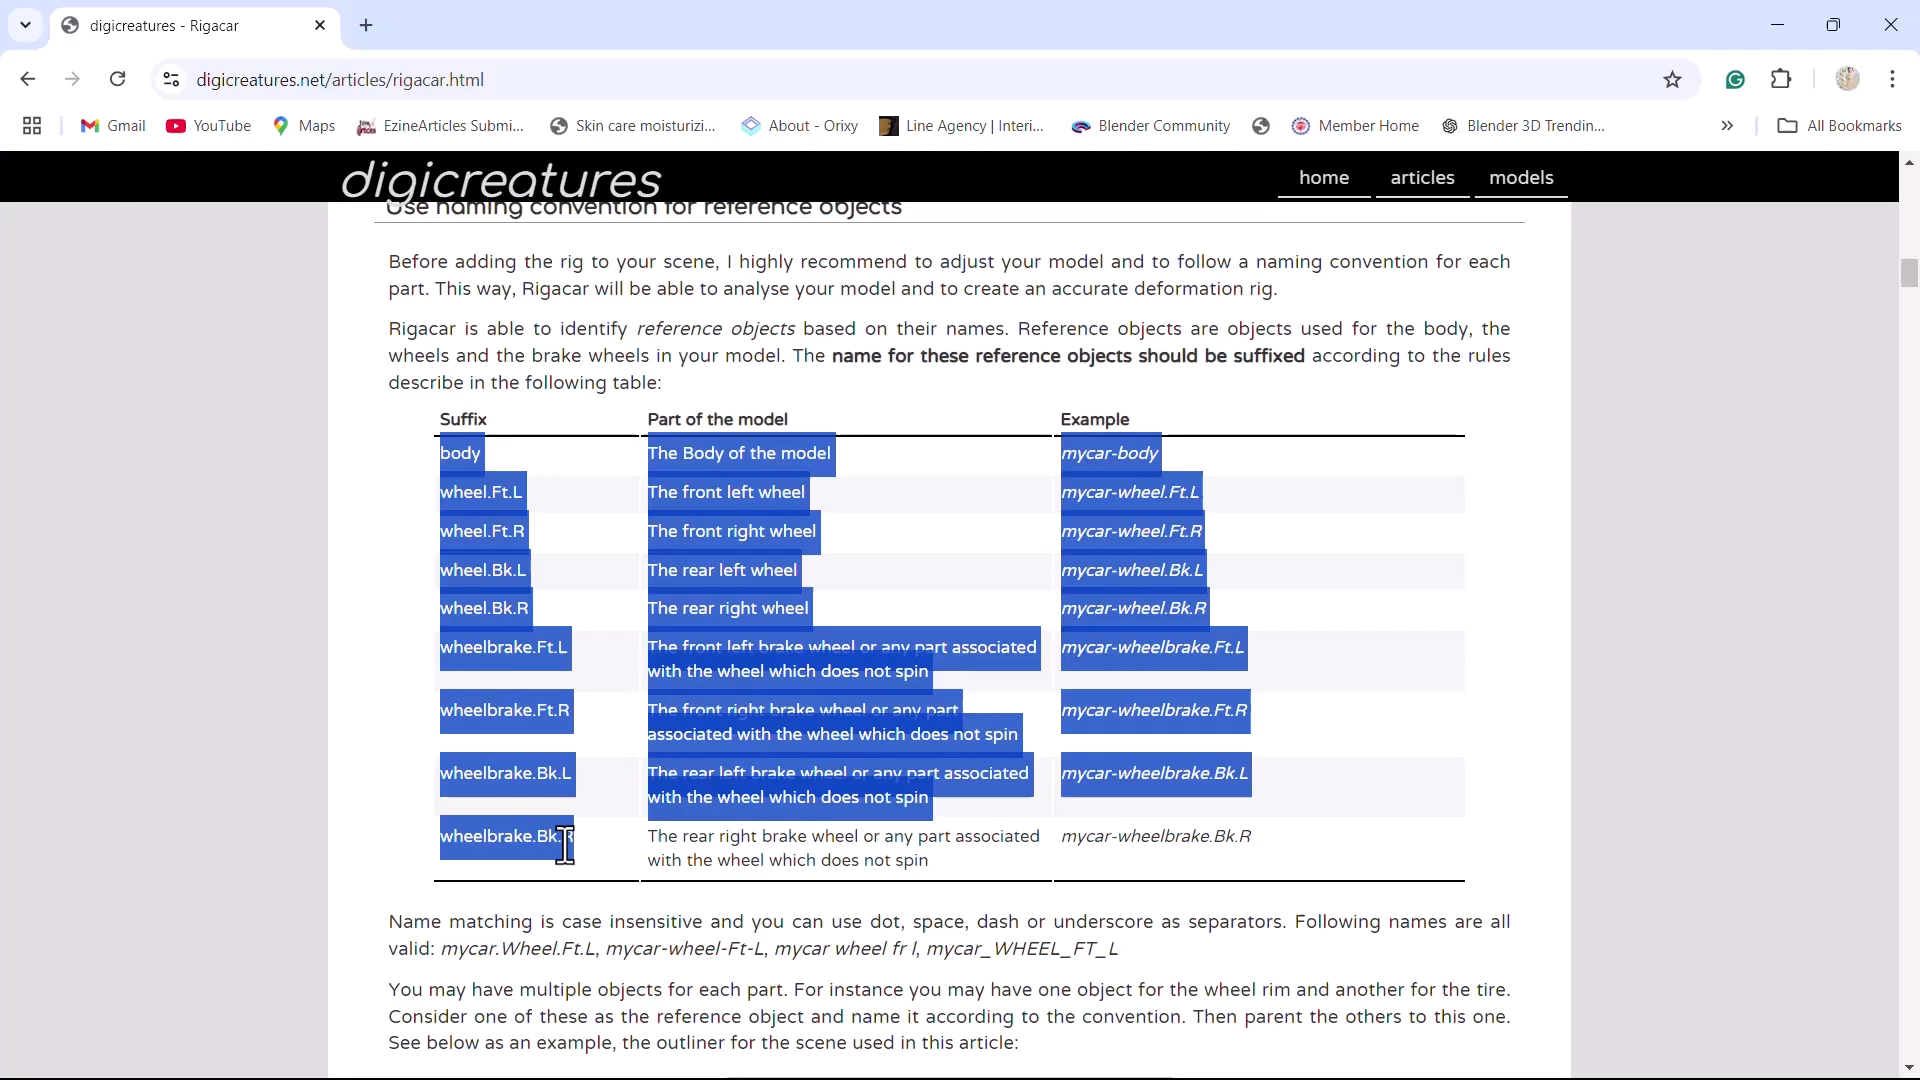 digicreatures - Rigacar
digicreatures.net/articles/rigacar.html
Gmail
YouTube
Maps
EzineArticles Submi...
Skin care moisturizi...
About - Orixy
Line Agency | Interi...
Blender Community
Member Home
Blender 3D Trendin...
All Bookmarks
digicreatures
home
articles
models
Use naming convention for reference objects
Before adding the rig to your scene, I highly recommend to adjust your model and to follow a naming convention for each
part. This way, Rigacar will be able to analyse your model and to create an accurate deformation rig.
Rigacar is able to identify reference objects based on their names. Reference objects are objects used for the body, the
wheels and the brake wheels in your model. The name for these reference objects should be suffixed according to the rules
describe in the following table:
Suffix Part of the model Example
body The Body of the model mycar-body
wheel.Ft.L The front left wheel mycar-wheel.Ft.L
wheel.Ft.R The front right wheel mycar-wheel.Ft.R
wheel.Bk.L The rear left wheel mycar-wheel.Bk.L
wheel.Bk.R The rear right wheel mycar-wheel.Bk.R
wheelbrake.Ft.L The front left brake wheel or any part associated mycar-wheelbrake.Ft.L
with the wheel which does not spin
wheelbrake.Ft.R The front right brake wheel or any part mycar-wheelbrake.Ft.R
associated with the wheel which does not spin
wheelbrake.Bk.L The rear left brake wheel or any part associated mycar-wheelbrake.Bk.L
with the wheel which does not spin
wheelbrake.Bk.R The rear right brake wheel or any part associated mycar-wheelbrake.Bk.R
with the wheel which does not spin
Name matching is case insensitive and you can use dot, space, dash or underscore as separators. Following names are all
valid: mycar.Wheel.Ft.L, mycar-wheel-Ft-L, mycar wheel fr l, mycar_WHEEL_FT_L
You may have multiple objects for each part. For instance you may have one object for the wheel rim and another for the tire.
Consider one of these as the reference object and name it according to the convention. Then parent the others to this one.
See below as an example, the outliner for the scene used in this article: